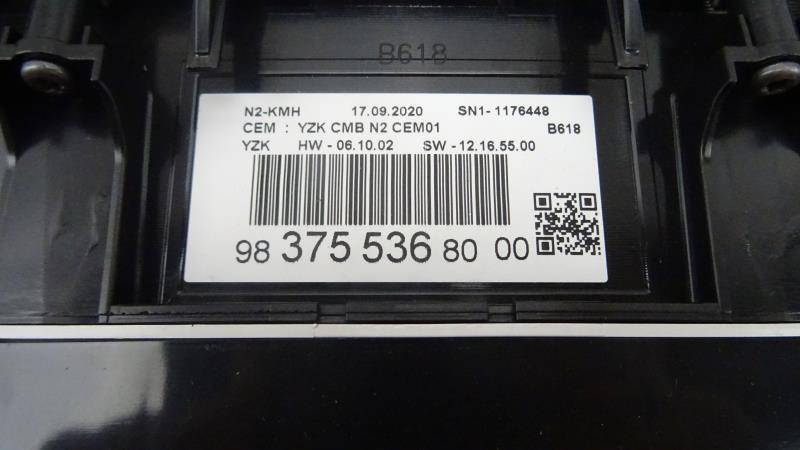 B618
N2-KMH 17.09.2020 SN1- 1176448
CEM : YZK CMB N2 CEM01 B618
YZK HW - 06.10.02 SW - 12.16.55.00
98 375 536 80 00